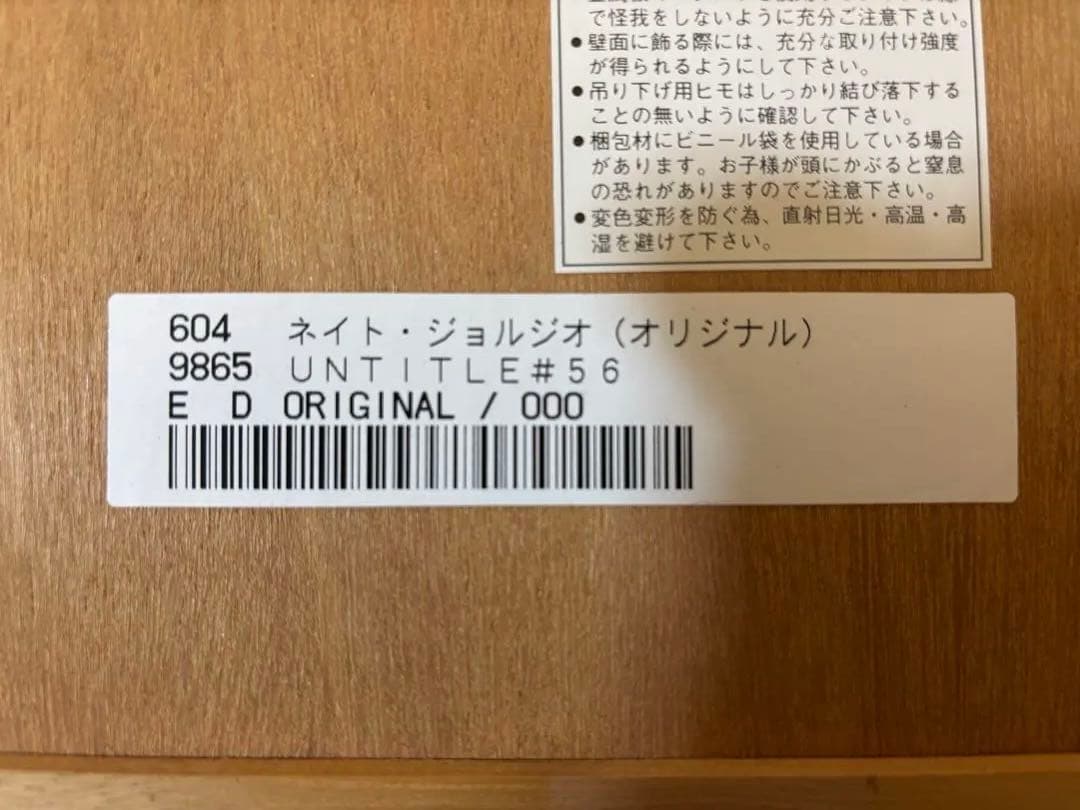 で怪我をしないように充分ご注意下さい。
●壁面に飾る際には、充分な取り付け強度
が得られるようにして下さい。
●吊り下げ用ヒモはしっかり結び落下する
ことの無いように確認して下さい。
●梱包材にビニール袋を使用している場合
があります。お子様が頭にかぶると窒息
の恐れがありますのでご注意下さい。
●変色変形を防ぐ為、直射日光・高温・高
湿を避けて下さい。
604 ネイト・ジョルジオ（オリジナル）
9865 ＵＮＴＩＴＬＥ＃５６
E D ORIGINAL / 000